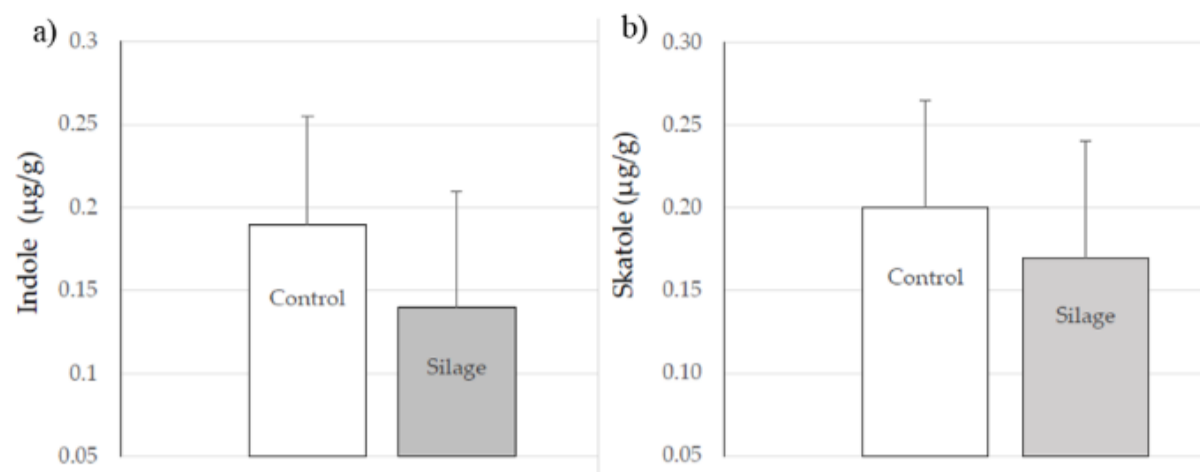 a)
0.3
0.25
0.2
0.15
0.1
0.05
Indole (µg/g)
Control
Silage
b)
0.30
0.25
0.20
0.15
0.10
0.05
Skatole (µg/g)
Control
Silage